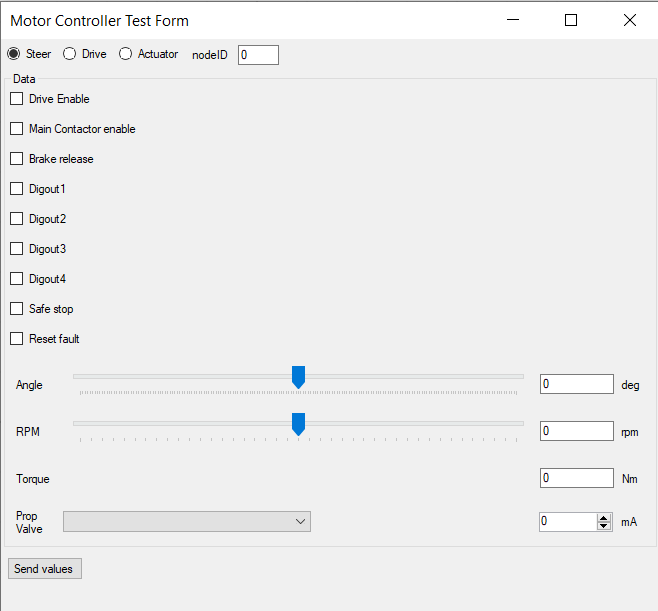 Motor Controller Test Form
Steer Drive Actuator nodeID 0
Data
Drive Enable
Main Contactor enable
Brake release
Digout1
Digout2
Digout3
Digout4
Safe stop
Reset fault
Angle 0 deg
RPM 0 rpm
Torque 0 Nm
Prop
Valve 0 mA
Send values